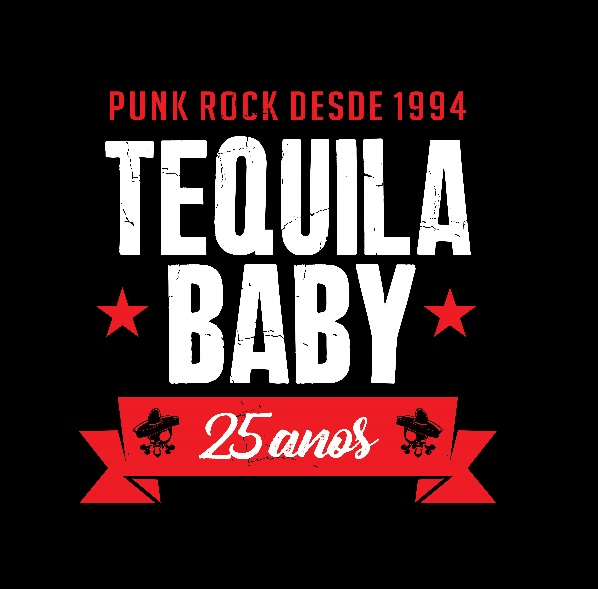 PUNK ROCK DESDE 1994
TEQUILA
BABY
25 anos